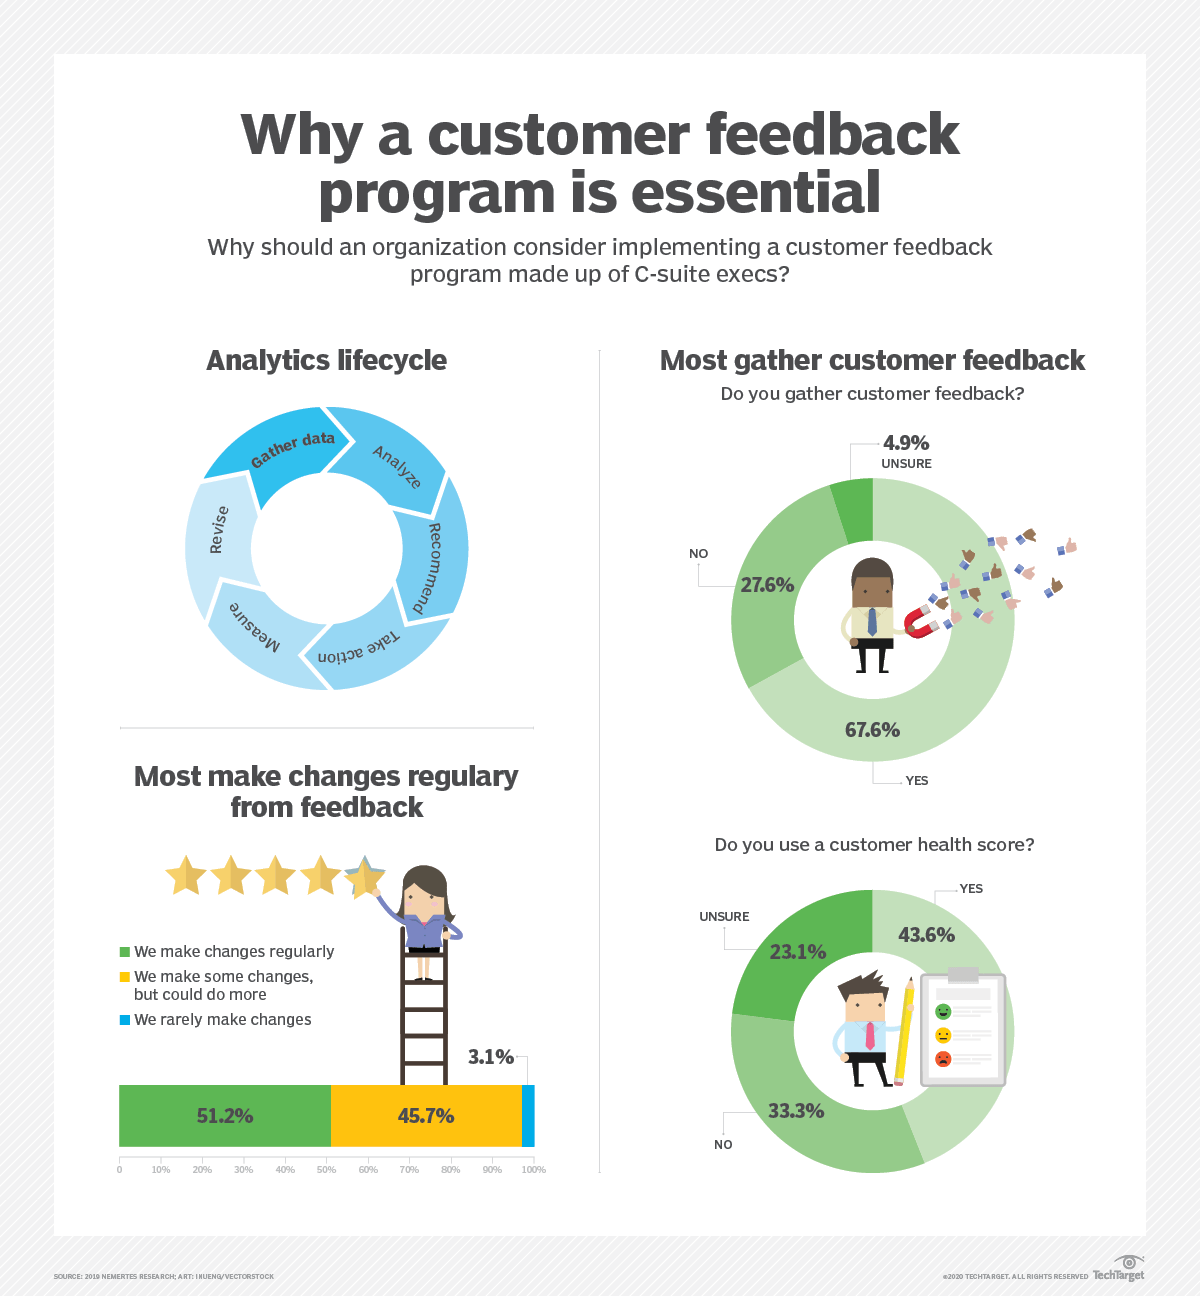 Why a customer feedback
program is essential
Why should an organization consider implementing a customer feedback
program made up of C-suite execs?
Analytics lifecycle
Gather data
Analyze
Recommend
Take action
Measure
Revise
Most make changes regulary
from feedback
We make changes regularly
We make some changes,
but could do more
We rarely make changes
3.1%
51.2%
45.7%
0 10% 20% 30% 40% 50% 60% 70% 80% 90% 100%
Most gather customer feedback
Do you gather customer feedback?
4.9%
UNSURE
NO
27.6%
67.6%
YES
Do you use a customer health score?
YES
43.6%
UNSURE
23.1%
33.3%
NO
SOURCE: 2019 NEMERTES RESEARCH; ART: INUENG/VECTORSTOCK
©2020 TECHTARGET. ALL RIGHTS RESERVED TechTarget